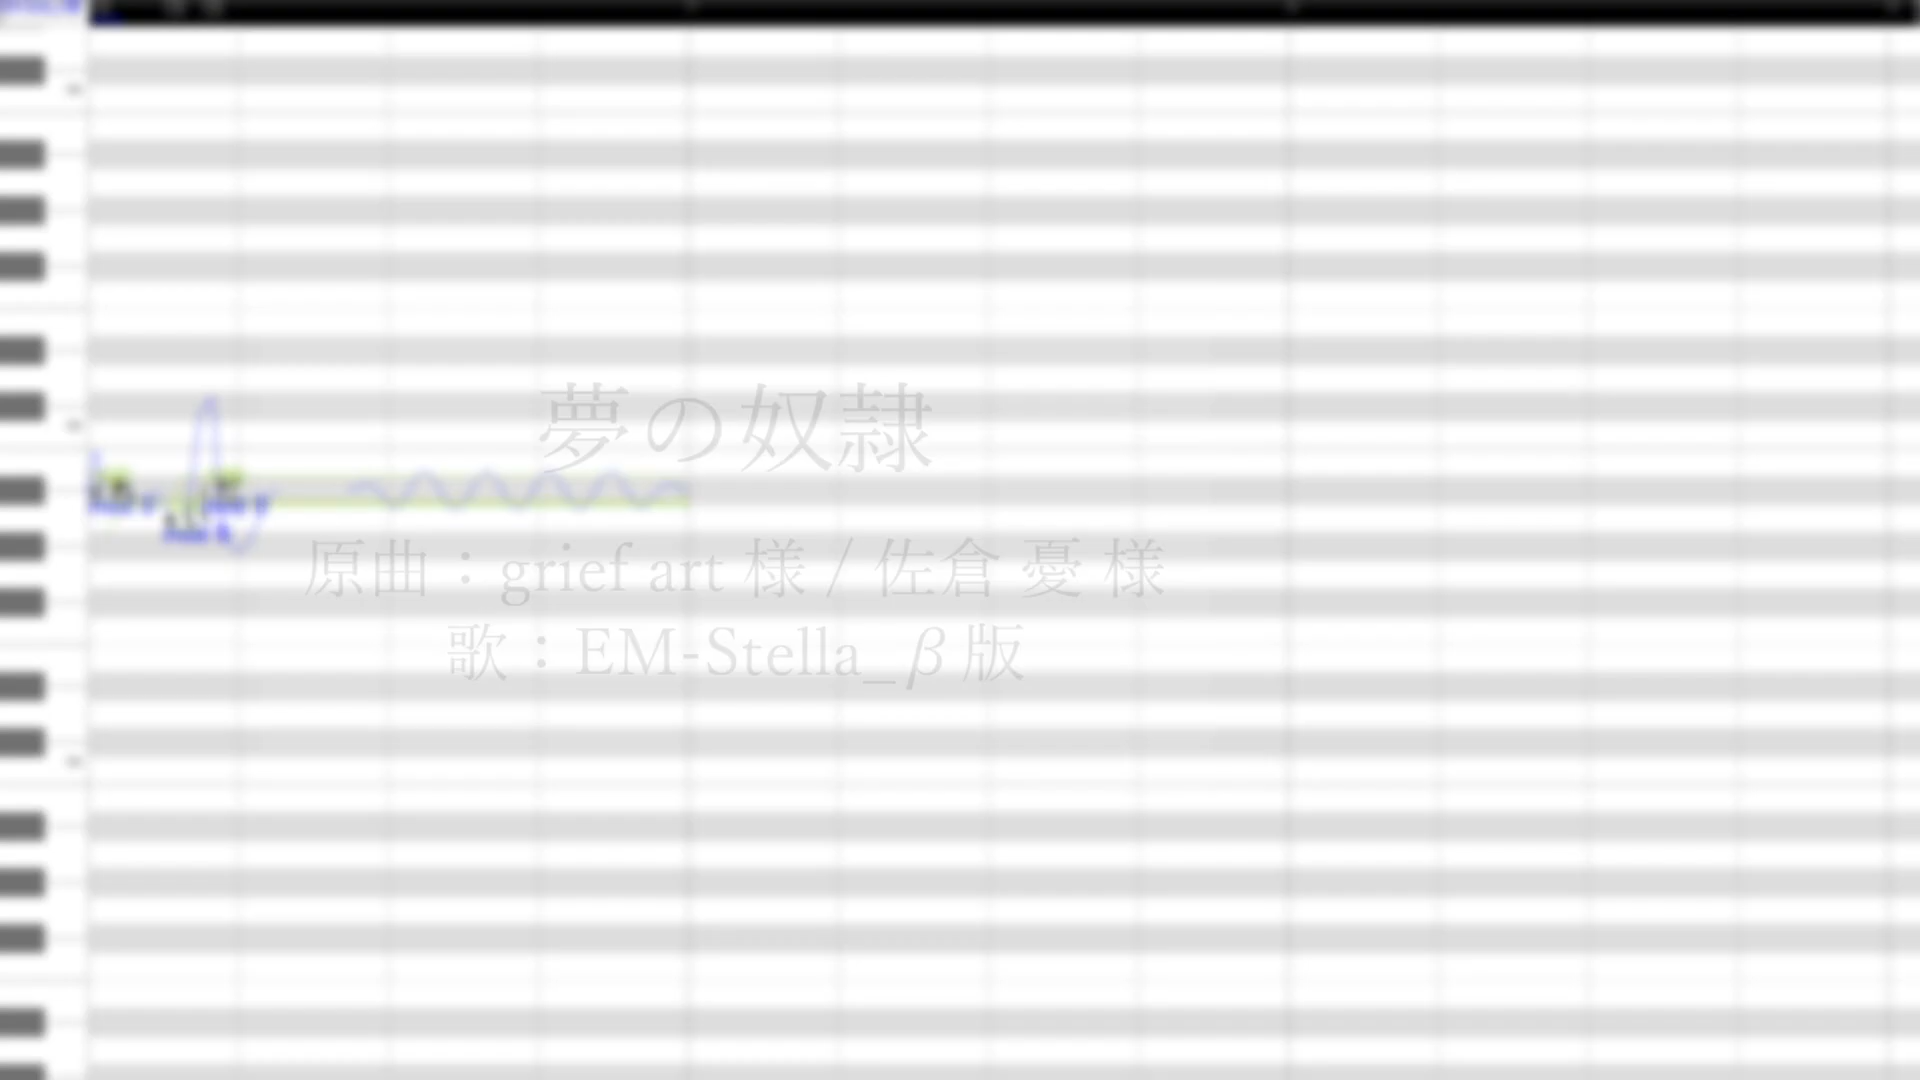 夢の奴隷
原曲：grief art 様 / 佐倉 憂 様
歌：EM-Stella_β版